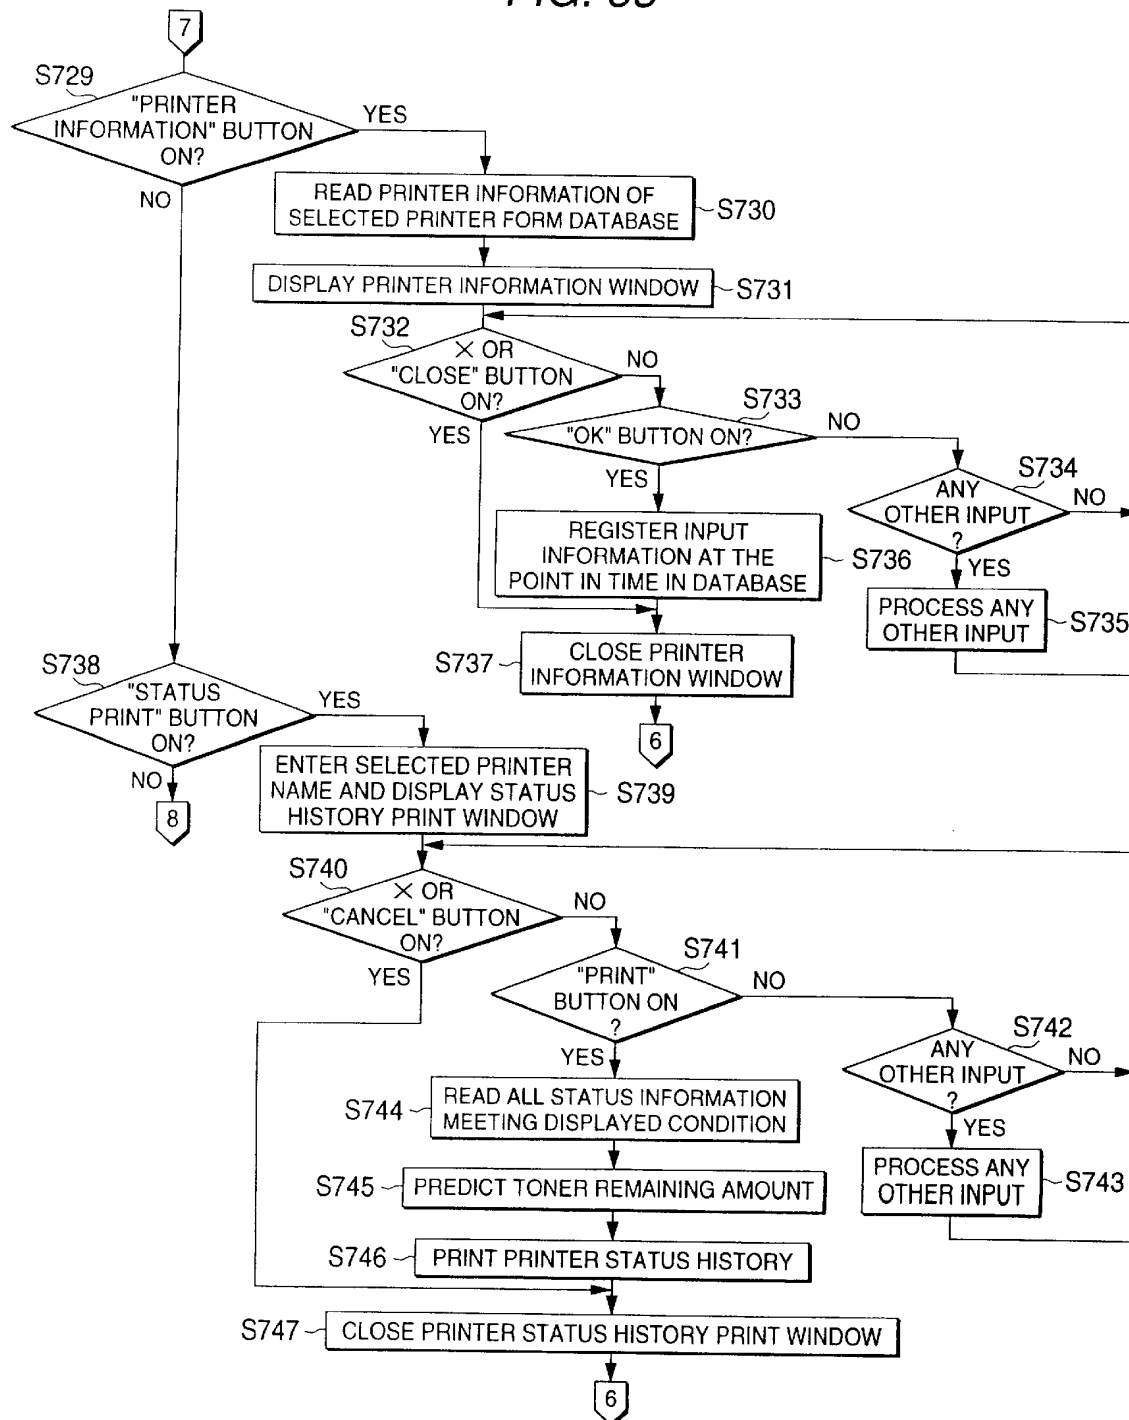 7
S729
"PRINTER
INFORMATION" BUTTON
ON?
YES
NO
READ PRINTER INFORMATION OF
SELECTED PRINTER FORM DATABASE
S730
DISPLAY PRINTER INFORMATION WINDOW
S731
S732
× OR
"CLOSE" BUTTON
ON?
NO
YES
S733
"OK" BUTTON ON?
NO
YES
S734
ANY
OTHER INPUT
?
NO
YES
REGISTER INPUT
INFORMATION AT THE
POINT IN TIME IN DATABASE
S736
PROCESS ANY
OTHER INPUT
S735
S737
CLOSE PRINTER
INFORMATION WINDOW
6
S738
"STATUS
PRINT" BUTTON
ON?
YES
NO
8
ENTER SELECTED PRINTER
NAME AND DISPLAY STATUS
HISTORY PRINT WINDOW
S739
S740
× OR
"CANCEL" BUTTON
ON?
NO
YES
S741
"PRINT"
BUTTON ON
?
NO
YES
S742
ANY
OTHER INPUT
?
NO
YES
S744
READ ALL STATUS INFORMATION
MEETING DISPLAYED CONDITION
PROCESS ANY
OTHER INPUT
S743
S745
PREDICT TONER REMAINING AMOUNT
S746
PRINT PRINTER STATUS HISTORY
S747
CLOSE PRINTER STATUS HISTORY PRINT WINDOW
6